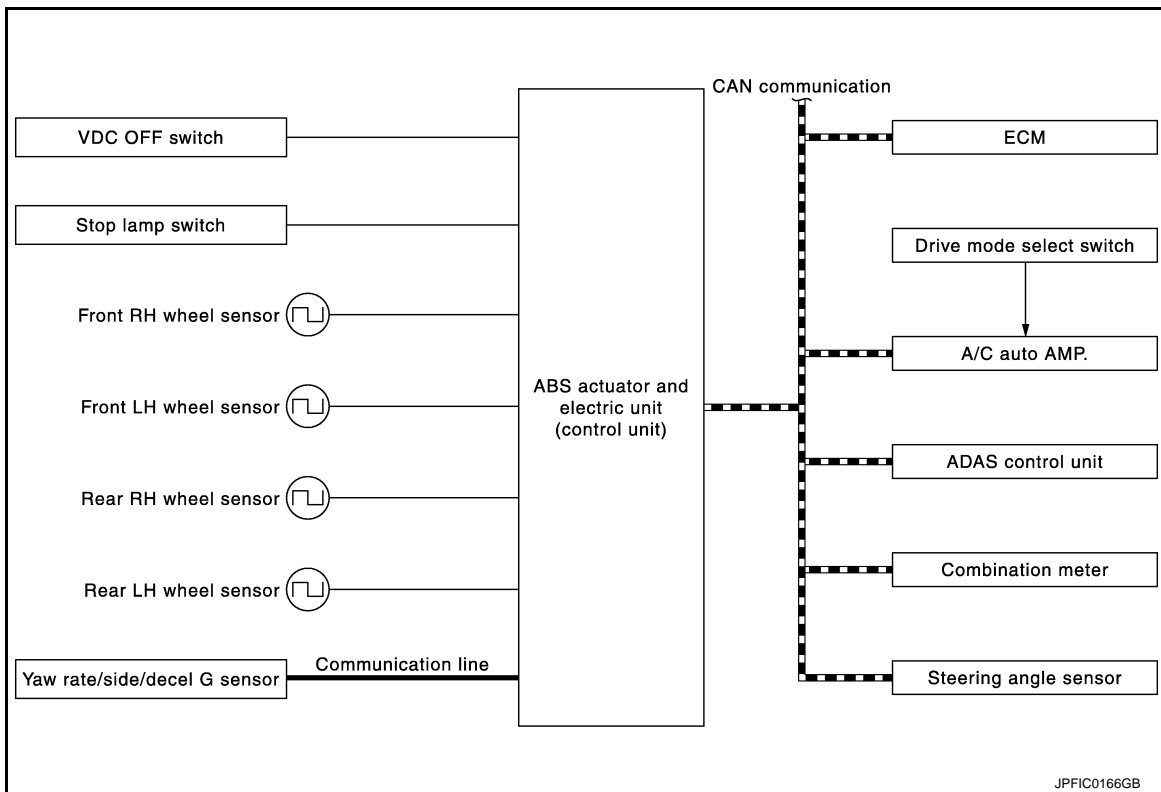 CAN communication
VDC OFF switch
ECM
Stop lamp switch
Drive mode select switch
Front RH wheel sensor
A/C auto AMP.
Front LH wheel sensor
ABS actuator and
electric unit
(control unit)
ADAS control unit
Rear RH wheel sensor
Combination meter
Rear LH wheel sensor
Communication line
Yaw rate/side/decel G sensor
Steering angle sensor
JPFIC0166GB